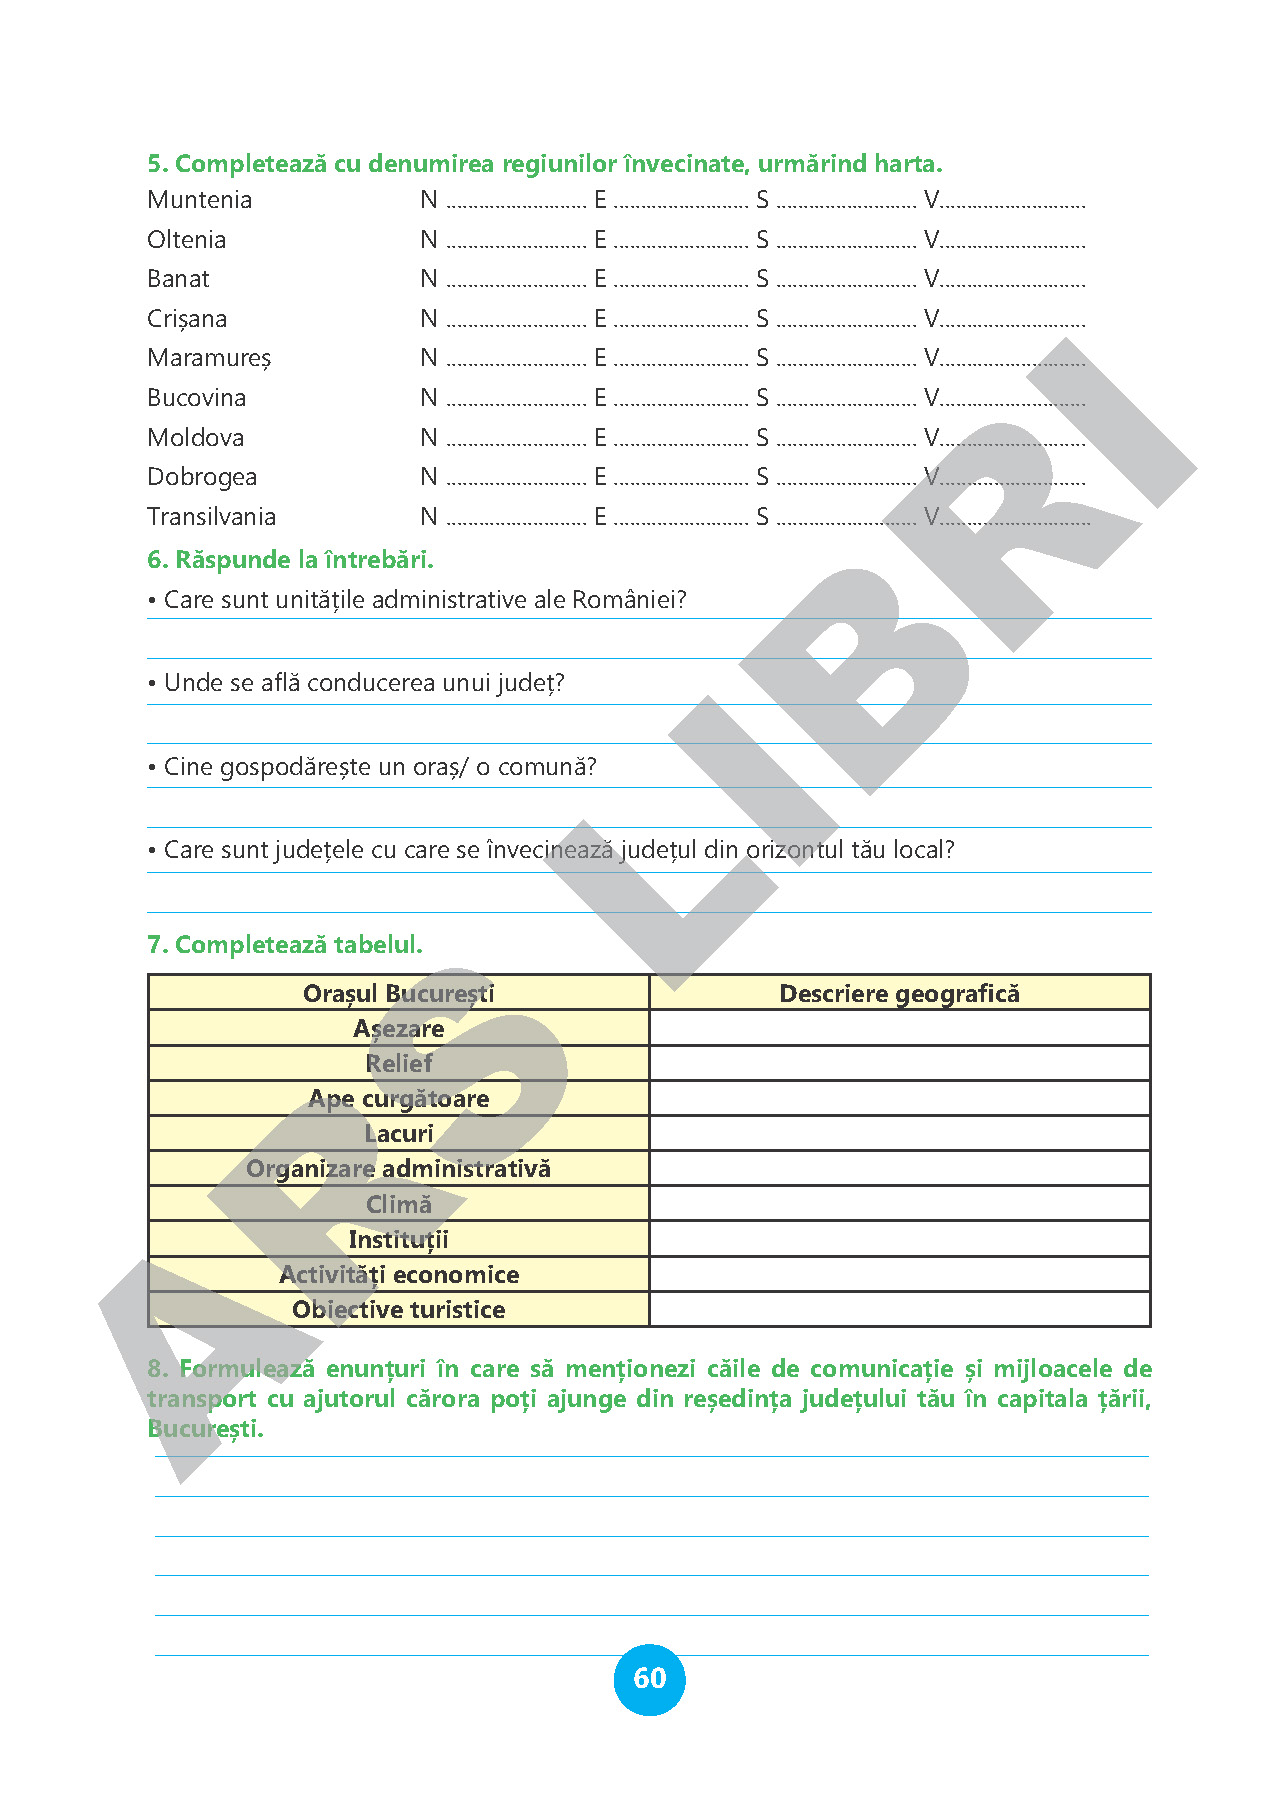 5. Completează cu denumirea regiunilor învecinate, urmărind harta.
Muntenia N .......................... E ......................... S .......................... V...........................
Oltenia N .......................... E ......................... S .......................... V...........................
Banat N .......................... E ......................... S .......................... V...........................
Crișana N .......................... E ......................... S .......................... V...........................
Maramureș N .......................... E ......................... S .......................... V...........................
Bucovina N .......................... E ......................... S .......................... V...........................
Moldova N .......................... E ......................... S .......................... V...........................
Dobrogea N .......................... E ......................... S .......................... V...........................
Transilvania N .......................... E ......................... S .......................... V............................
6. Răspunde la întrebări.
• Care sunt unitățile administrative ale României?
• Unde se află conducerea unui județ?
• Cine gospodărește un oraș/ o comună?
• Care sunt județele cu care se învecinează județul din orizontul tău local?
7. Completează tabelul.
Orașul București Descriere geografică
Așezare
Relief
Ape curgătoare
Lacuri
Organizare administrativă
Climă
Instituții
Activități economice
Obiective turistice
8. Formulează enunțuri în care să menționezi căile de comunicație și mijloacele de
transport cu ajutorul cărora poți ajunge din reședința județului tău în capitala țării,
București.
60
ARS LIBRI